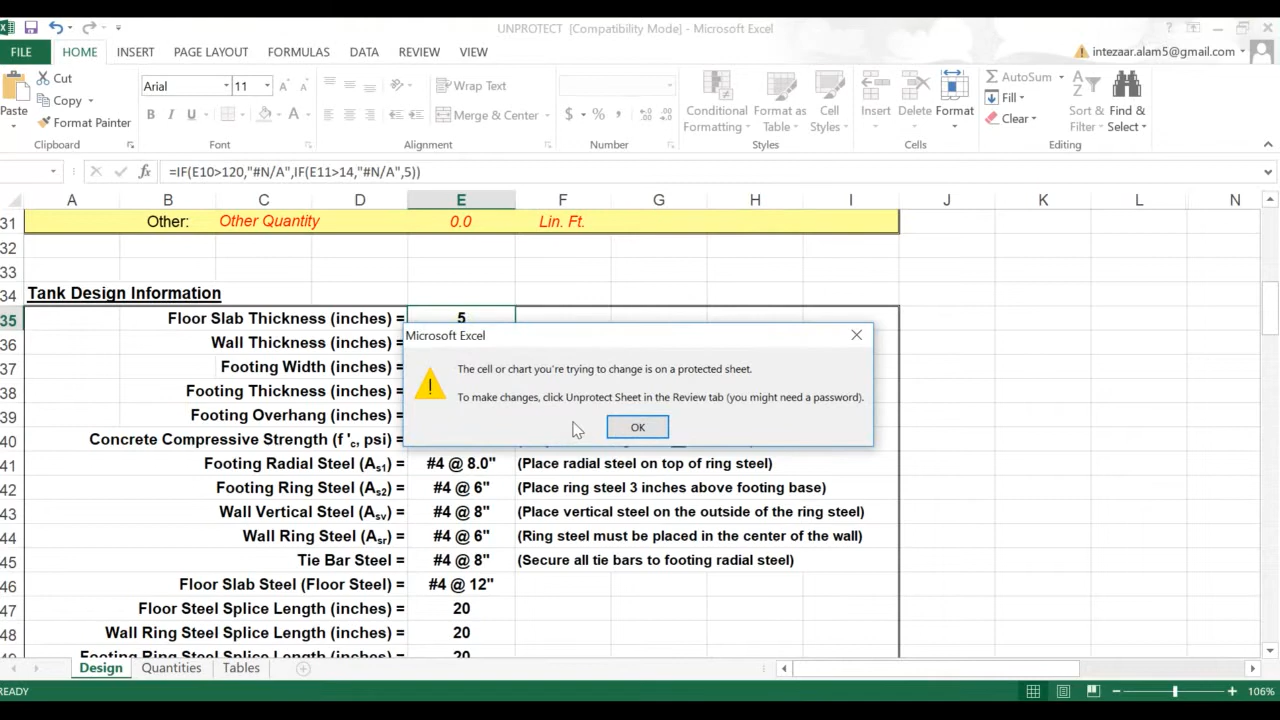 UNPROTECT [Compatibility Mode] - Microsoft Excel
FILE HOME INSERT PAGE LAYOUT FORMULAS DATA REVIEW VIEW
intezaar.alam5@gmail.com
Cut
Copy
Format Painter
Paste
Clipboard
Arial 11
B I U
Font
Wrap Text
Merge & Center
Alignment
$ % ,
Number
Conditional Formatting
Format as Table
Cell Styles
Styles
Insert Delete Format
Cells
AutoSum
Fill
Clear
Sort & Filter
Find & Select
Editing
fx =IF(E10>120,"#N/A",IF(E11>14,"#N/A",5))
A B C D E F G H I J K L M N
31 Other: Other Quantity 0.0 Lin. Ft.
32
33
34 Tank Design Information
35 Floor Slab Thickness (inches) = 5
36 Wall Thickness (inches) =
37 Footing Width (inches) =
38 Footing Thickness (inches) =
39 Footing Overhang (inches) =
40 Concrete Compressive Strength (f 'c, psi) =
41 Footing Radial Steel (As1) = #4 @ 8.0" (Place radial steel on top of ring steel)
42 Footing Ring Steel (As2) = #4 @ 6" (Place ring steel 3 inches above footing base)
43 Wall Vertical Steel (Asv) = #4 @ 8" (Place vertical steel on the outside of the ring steel)
44 Wall Ring Steel (Asr) = #4 @ 6" (Ring steel must be placed in the center of the wall)
45 Tie Bar Steel = #4 @ 8" (Secure all tie bars to footing radial steel)
46 Floor Slab Steel (Floor Steel) = #4 @ 12"
47 Floor Steel Splice Length (inches) = 20
48 Wall Ring Steel Splice Length (inches) = 20
49 Footing Ring Steel Splice Length (inches) = 20
Microsoft Excel
The cell or chart you're trying to change is on a protected sheet.
To make changes, click Unprotect Sheet in the Review tab (you might need a password).
OK
Design Quantities Tables
READY
106%